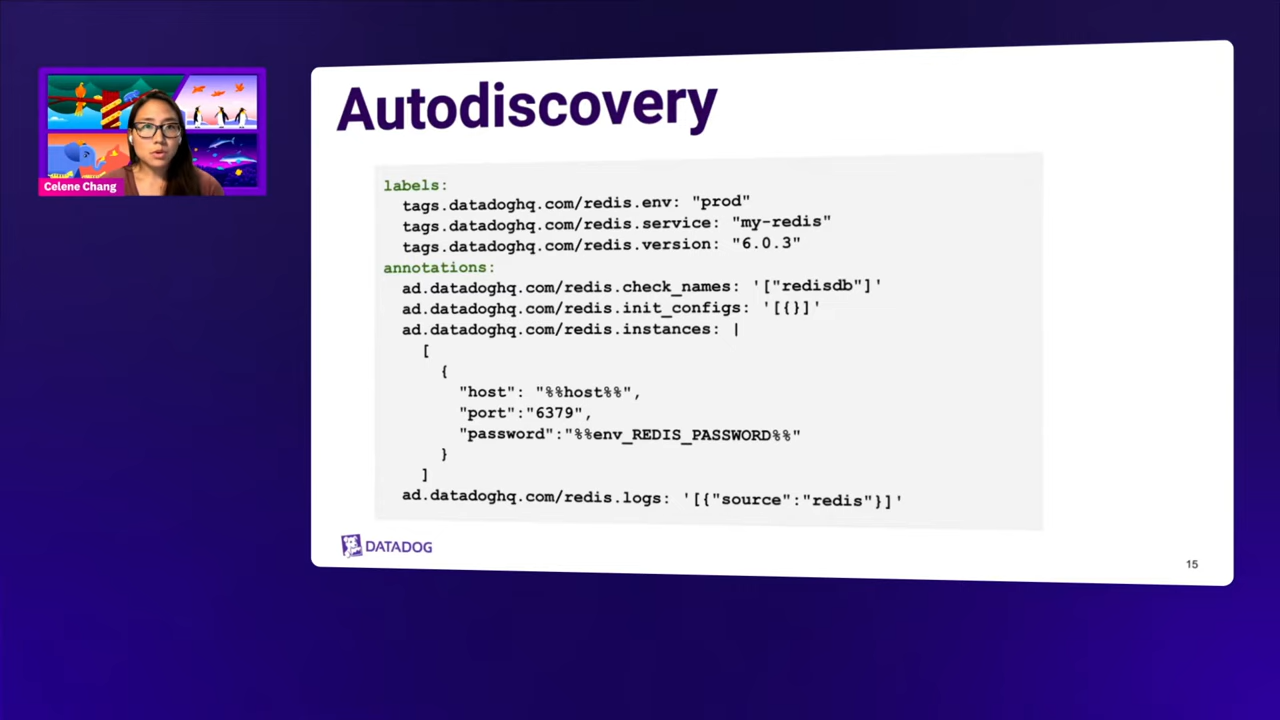 Celene Chang
Autodiscovery
labels:
tags.datadoghq.com/redis.env: "prod"
tags.datadoghq.com/redis.service: "my-redis"
tags.datadoghq.com/redis.version: "6.0.3"
annotations:
ad.datadoghq.com/redis.check_names: '["redisdb"]'
ad.datadoghq.com/redis.init_configs: '[{}]'
ad.datadoghq.com/redis.instances: |
[
{
"host": "%%host%%",
"port":"6379",
"password":"%%env_REDIS_PASSWORD%%"
}
]
ad.datadoghq.com/redis.logs: '[{"source":"redis"}]'
DATADOG
15